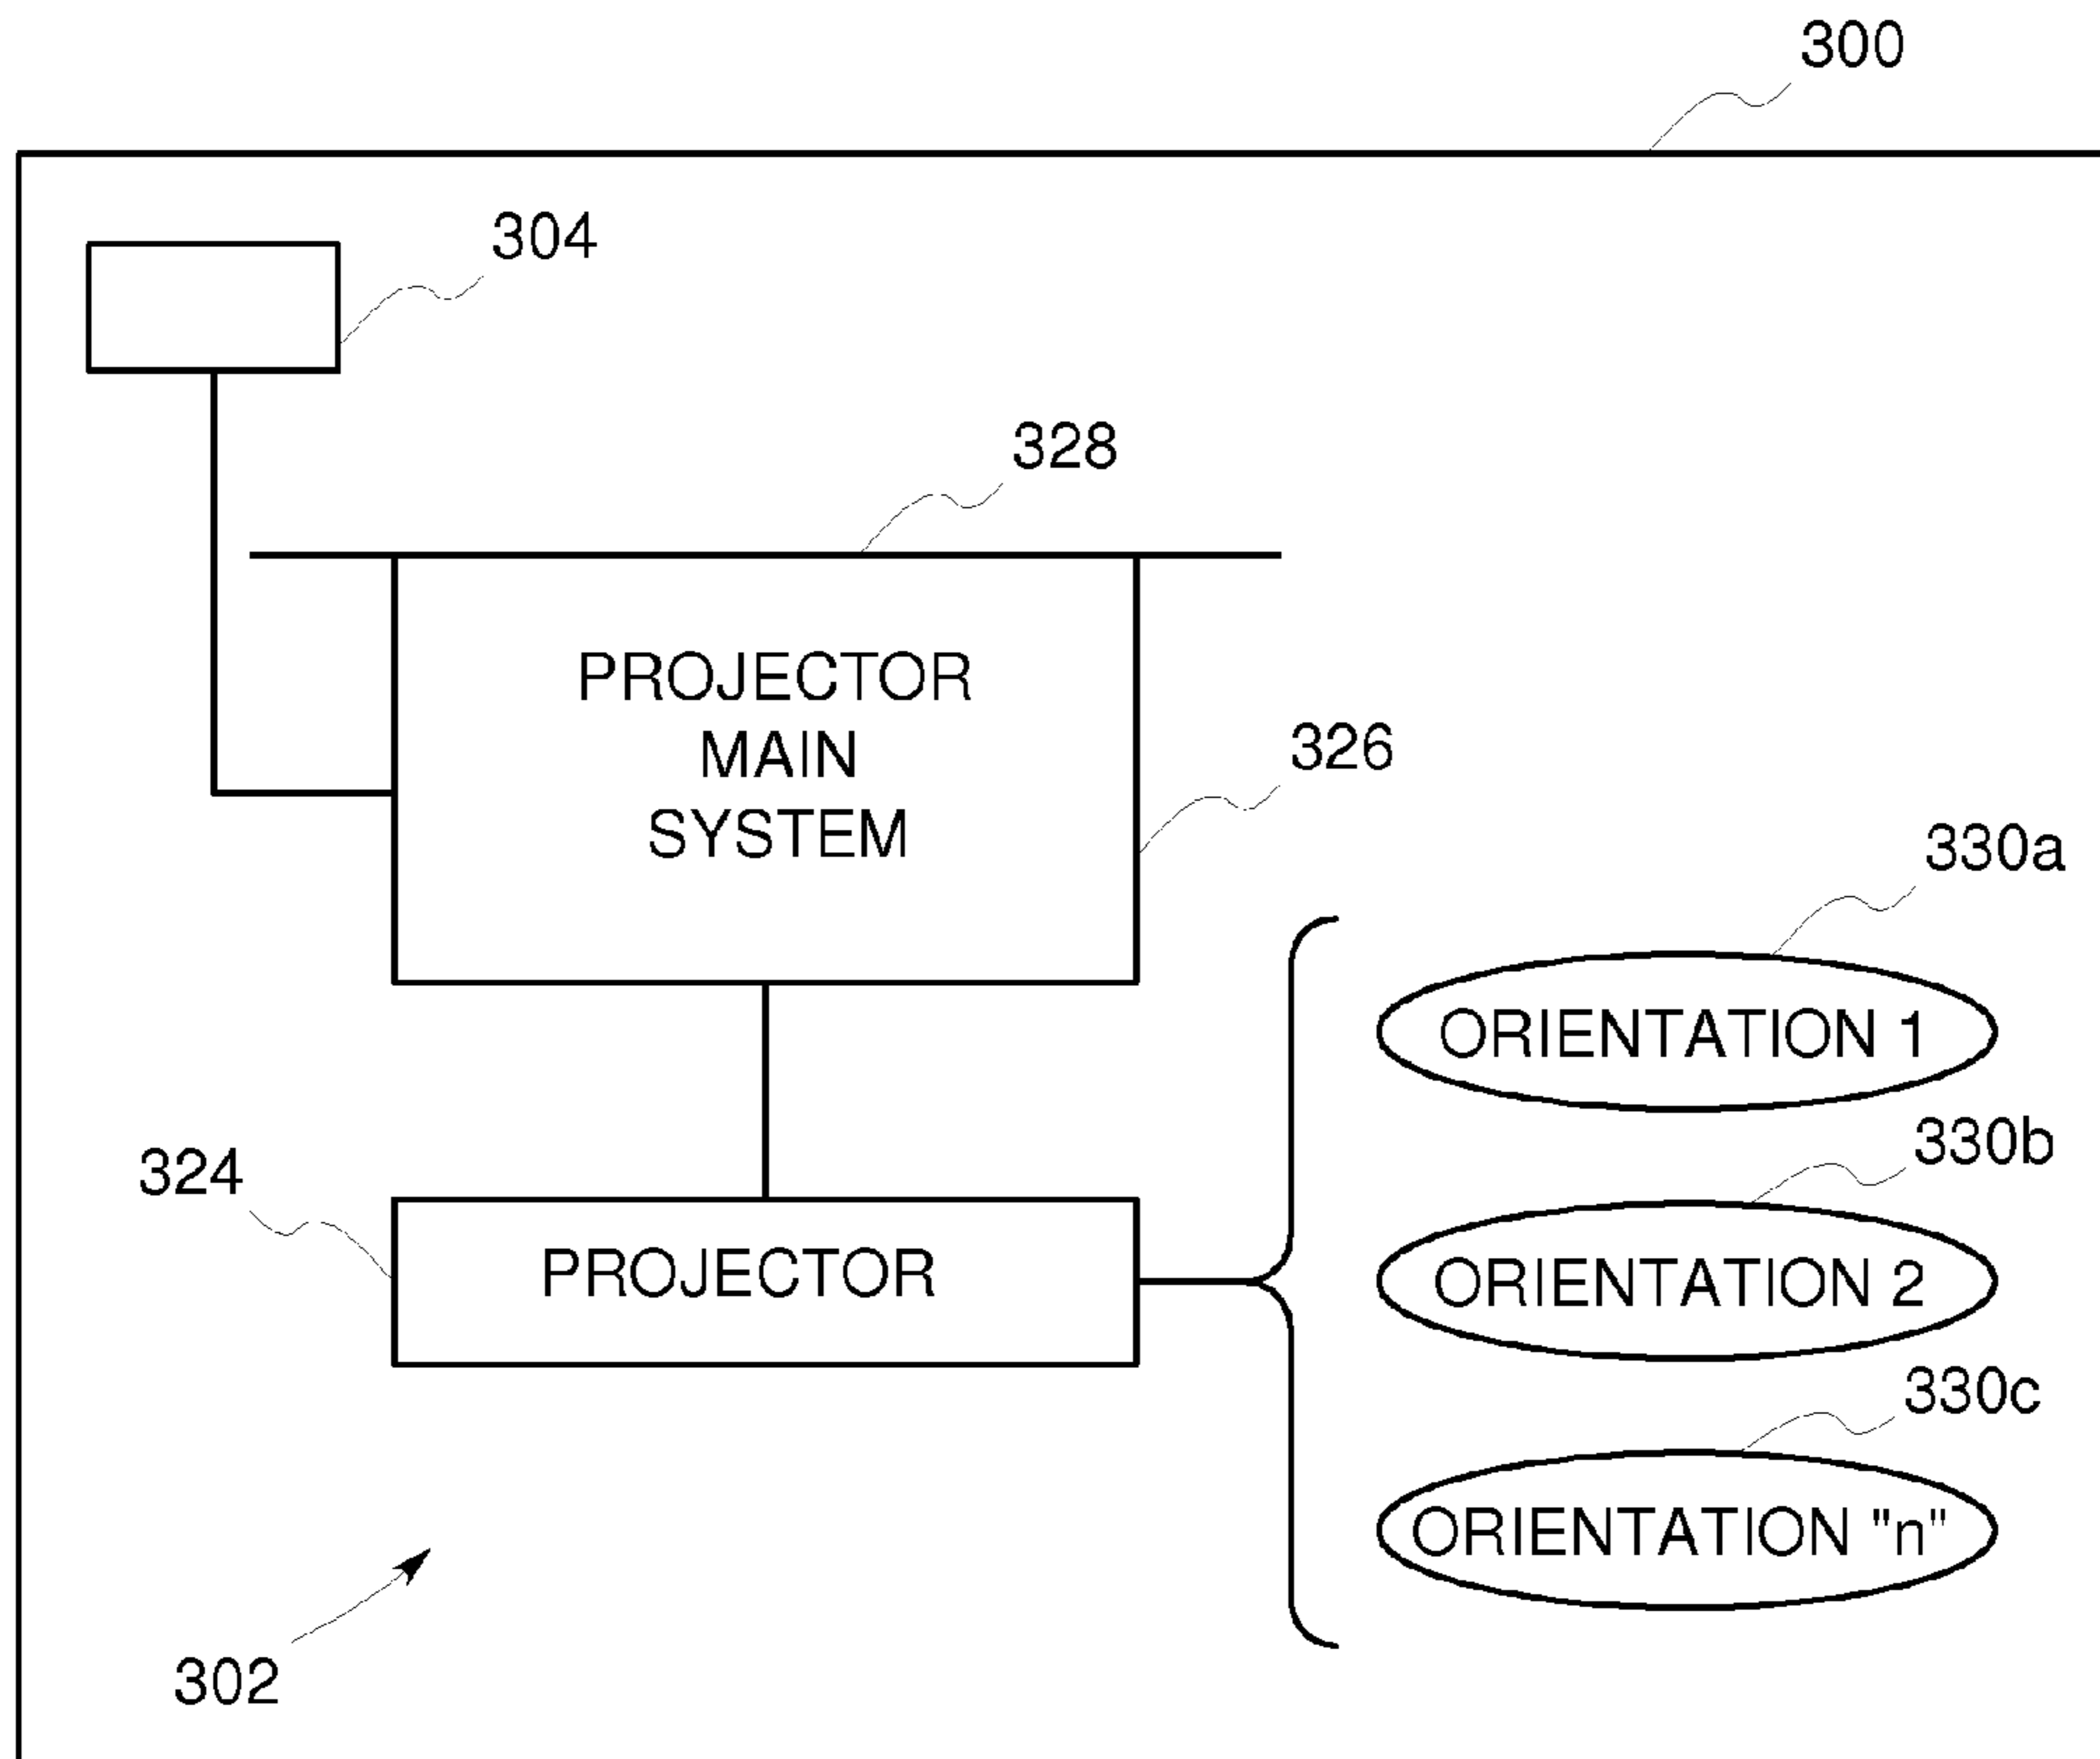 300
304
328
PROJECTOR
MAIN
SYSTEM
326
330a
ORIENTATION 1
330b
324
PROJECTOR
ORIENTATION 2
330c
ORIENTATION "n"
302